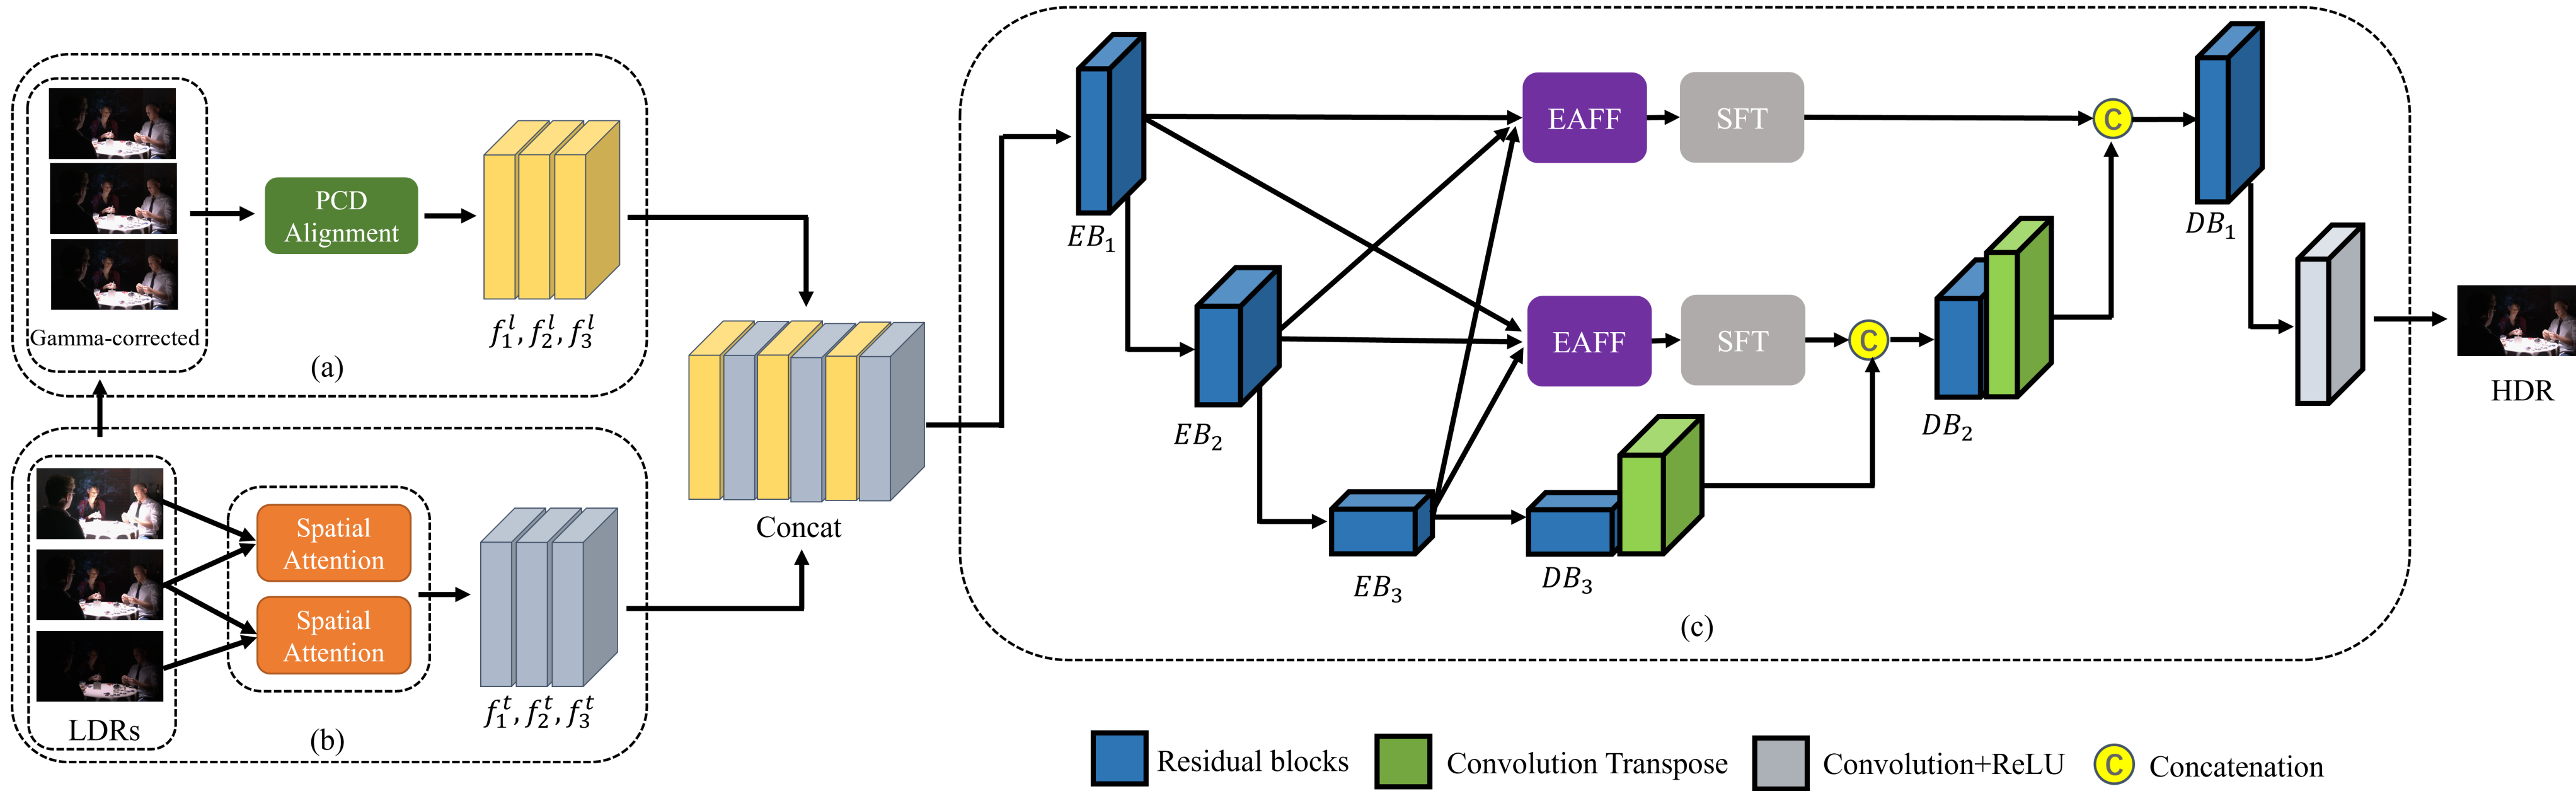 Gamma-corrected
PCD
Alignment
f_1^l, f_2^l, f_3^l
(a)
LDRs
Spatial
Attention
Spatial
Attention
f_1^t, f_2^t, f_3^t
(b)
Concat
EB_1
EB_2
EB_3
EAFF
SFT
C
EAFF
SFT
C
DB_3
DB_2
DB_1
(c)
HDR
Residual blocks
Convolution Transpose
Convolution+ReLU
C
Concatenation